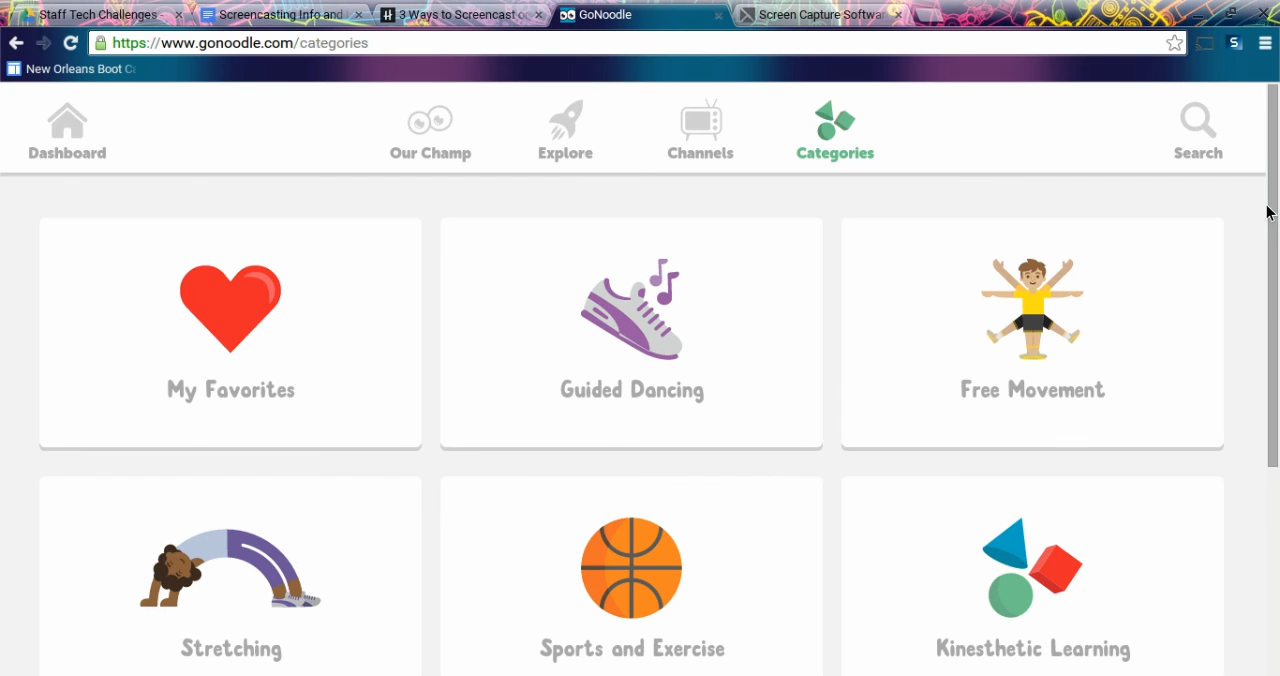 Staff Tech Challenges -
Screencasting Info and
3 Ways to Screencast o
GoNoodle
Screen Capture Softwar
https://www.gonoodle.com/categories
S
New Orleans Boot Ca
Dashboard
Our Champ
Explore
Channels
Categories
Search
My Favorites
Guided Dancing
Free Movement
Stretching
Sports and Exercise
Kinesthetic Learning